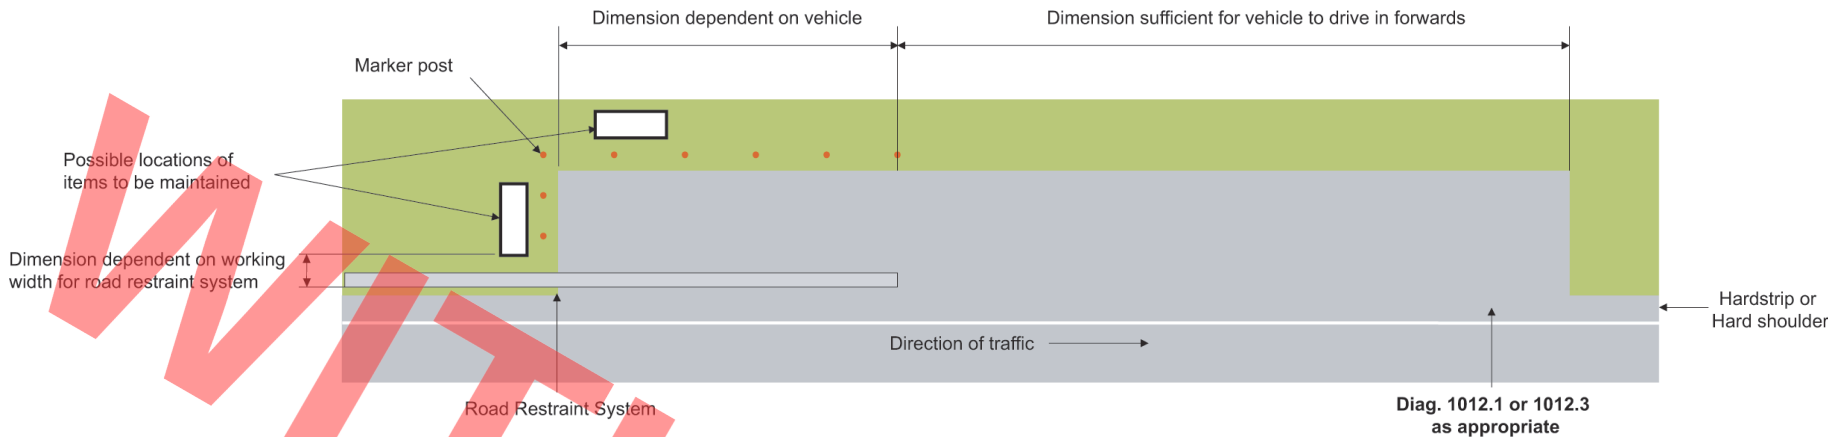 Dimension dependent on vehicle
Dimension sufficient for vehicle to drive in forwards
Marker post
Possible locations of
items to be maintained
Dimension dependent on working
width for road restraint system
Hardstrip or
Hard shoulder
Direction of traffic
Road Restraint System
Diag. 1012.1 or 1012.3
as appropriate